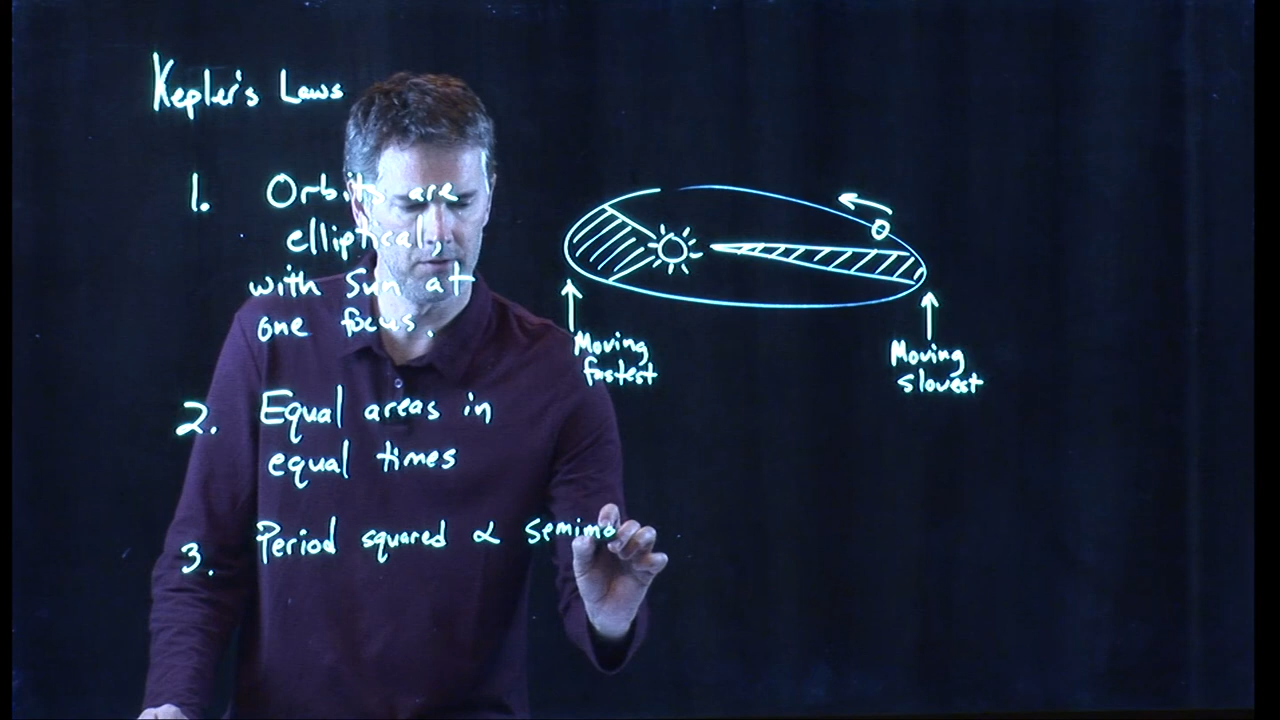 Kepler's Laws
1. Orbits are
elliptical,
with Sun at
one focus.
2. Equal areas in
equal times
3. Period squared ∝ semima
Moving
fastest
Moving
slowest